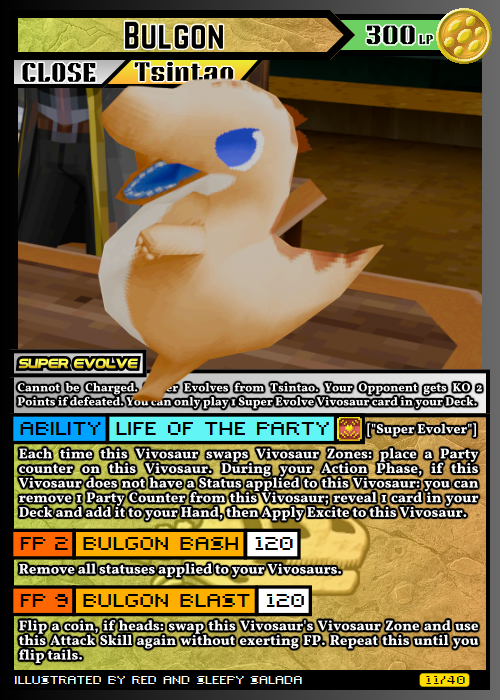 BULGON
300 LP
CLOSE Tsintao
SUPER EVOLVE
Cannot be Charged. Super Evolves from Tsintao. Your Opponent gets KO 2
Points if defeated. You can only play 1 Super Evolve Vivosaur card in your Deck.
ABILITY LIFE OF THE PARTY ["Super Evolver"]
Each time this Vivosaur swaps Vivosaur Zones: place a Party
counter on this Vivosaur. During your Action Phase, if this
Vivosaur does not have a Status applied to this Vivosaur: you can
remove 1 Party Counter from this Vivosaur; reveal 1 card in your
Deck and add it to your Hand, then Apply Excite to this Vivosaur.
FP 2 BULGON BASH 120
Remove all statuses applied to your Vivosaurs.
FP 9 BULGON BLAST 120
Flip a coin, if heads: swap this Vivosaur's Vivosaur Zone and use
this Attack Skill again without exerting FP. Repeat this until you
flip tails.
ILLUSTRATED BY RED AND SLEEPY SALADA
11/40